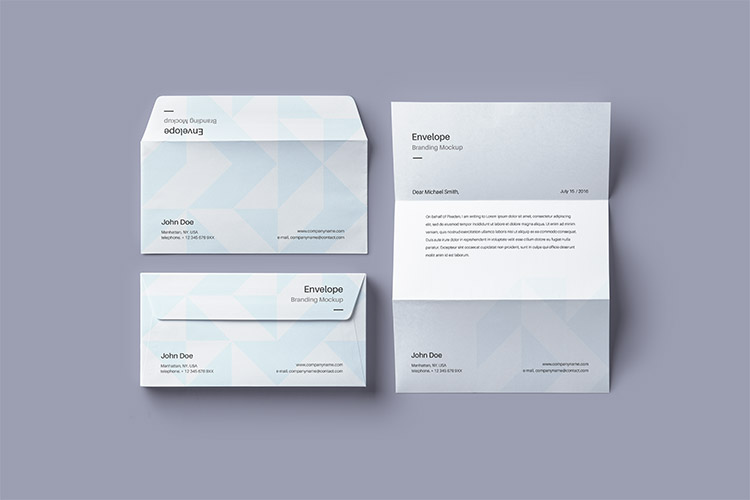 Envelope
Branding Mockup
John Doe
Manhattan, NY, USA
telephone. + 12 345 678 9XX
www.companyname@contact.com
e-mail. companyname@contact.com
Envelope
Branding Mockup
John Doe
Manhattan, NY, USA
telephone. + 12 345 678 9XX
www.companyname.com
e-mail. companyname@contact.com
Envelope
Branding Mockup
Dear Michael Smith,
July 15 / 2016
On behalf of Pixeden, I am writing to Lorem ipsum dolor sit amet, consectetur adipiscing
elit, sed do eiusmod tempor incididunt ut labore et dolore magna aliqua. Ut enim ad minim
veniam, quis nostrud exercitation ullamco laboris nisi ut aliquip ex ea commodo consequat.
Duis aute irure dolor in reprehenderit in voluptate velit esse cillum dolore eu fugiat nulla
pariatur. Excepteur sint occaecat cupidatat non proident, sunt in culpa qui officia deserunt
mollit anim id est laborum.
John Doe
Manhattan, NY, USA
telephone. + 12 345 678 9XX
www.companyname.com
e-mail. companyname@contact.com